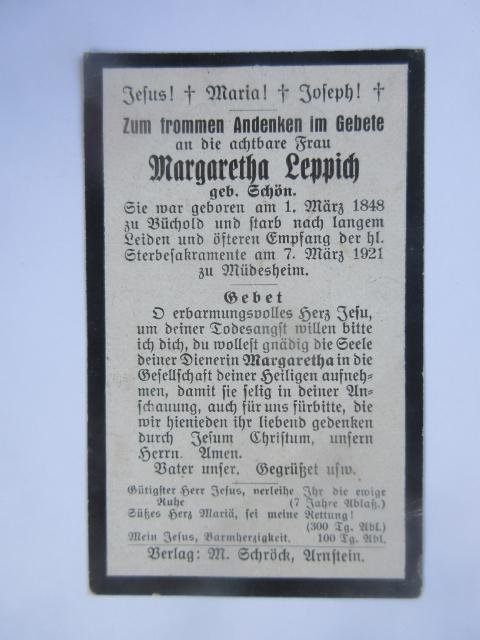 Jesus! † Maria! † Joseph! †
Zum frommen Andenken im Gebete
an die achtbare Frau
Margaretha Leppich
geb. Schön.
Sie war geboren am 1. März 1848
zu Büchold und starb nach langem
Leiden und öfteren Empfang der hl.
Sterbesakramente am 7. März 1921
zu Müdesheim.
Gebet
O erbarmungsvolles Herz Jesu,
um deiner Todesangst willen bitte
ich dich, du wollest gnädig die Seele
deiner Dienerin Margaretha in die
Gesellschaft deiner Heiligen aufneh-
men, damit sie selig in deiner An-
schauung, auch für uns fürbitte, die
wir hienieden ihr liebend gedenken
durch Jesum Christum, unsern
Herrn. Amen.
Vater unser. Gegrüßet usw.
Gütigster Herr Jesus, verleihe Ihr die ewige
Ruhe (7 Jahre Ablaß.)
Süßes Herz Mariä, sei meine Rettung!
(300 Tg. Abl.)
Mein Jesus, Barmherzigkeit. 100 Tg. Abl.
Verlag: M. Schröck, Arnstein.